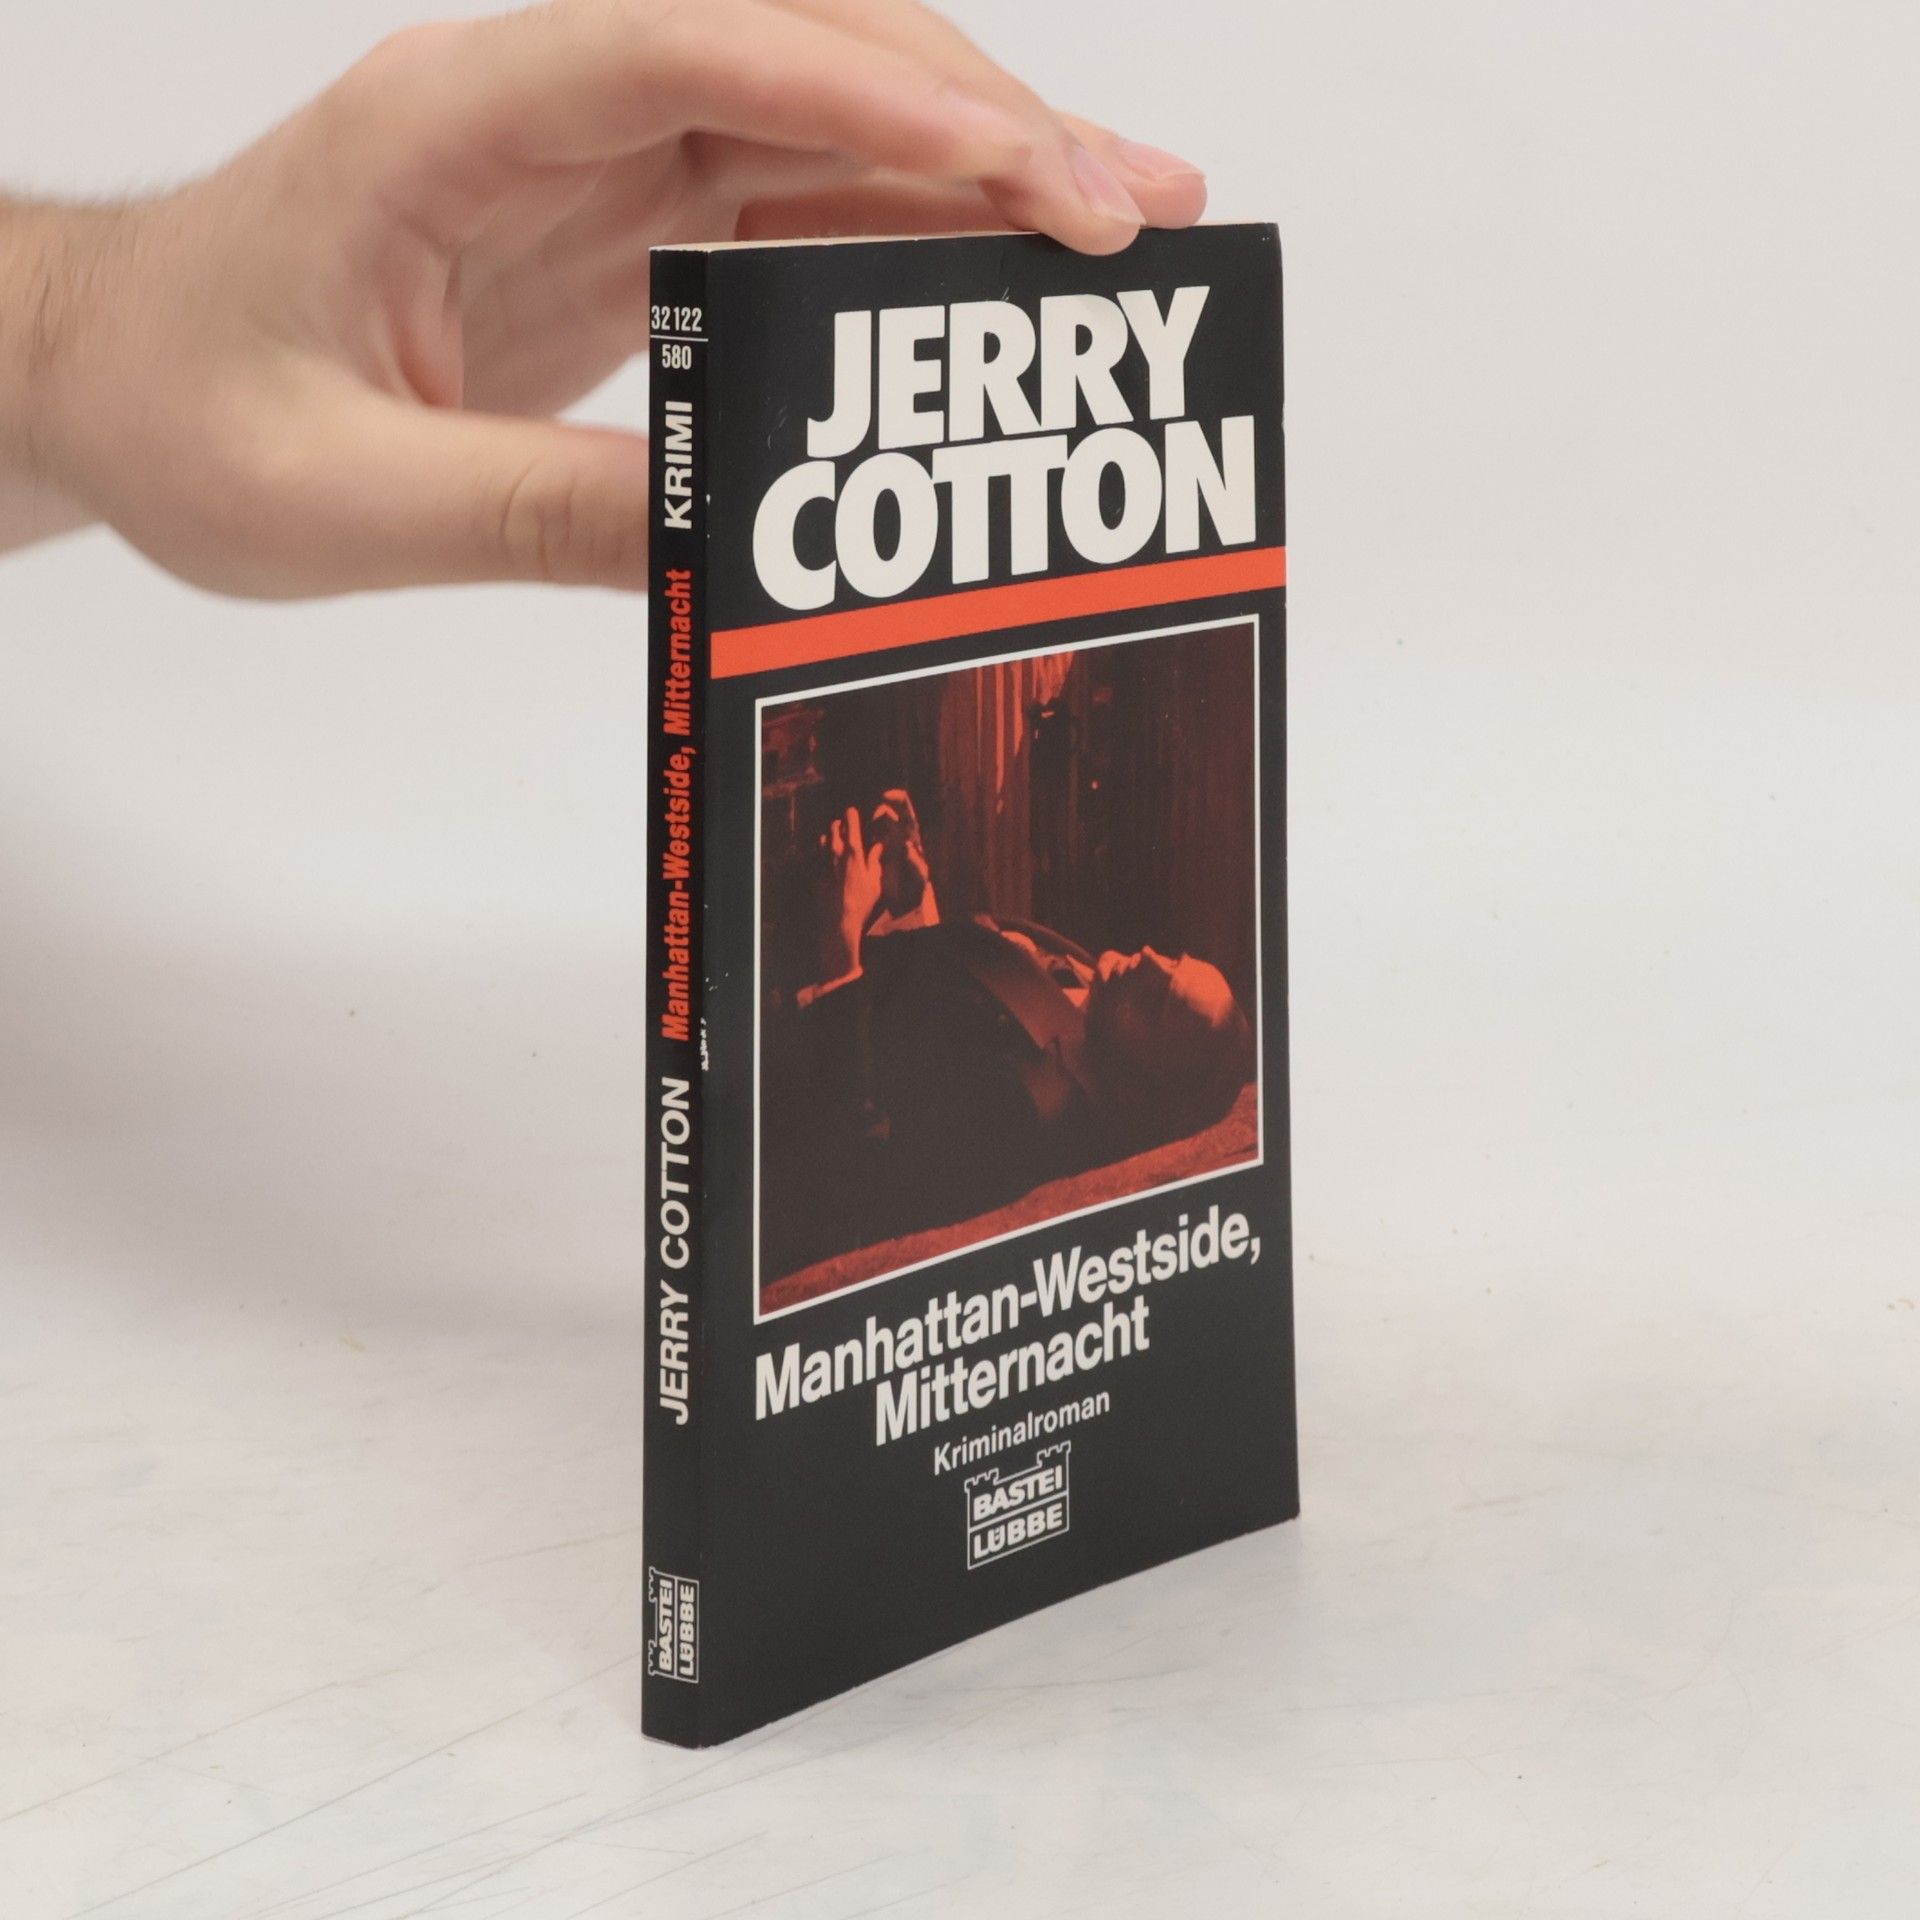 JERRY
COTTON
Manhattan-Westside,
Mitternacht
Kriminalroman
BASTEI
LÜBBE
32122
580
JERRY COTTON Manhattan-Westside, Mitternacht KRIMI
BASTEI
LÜBBE